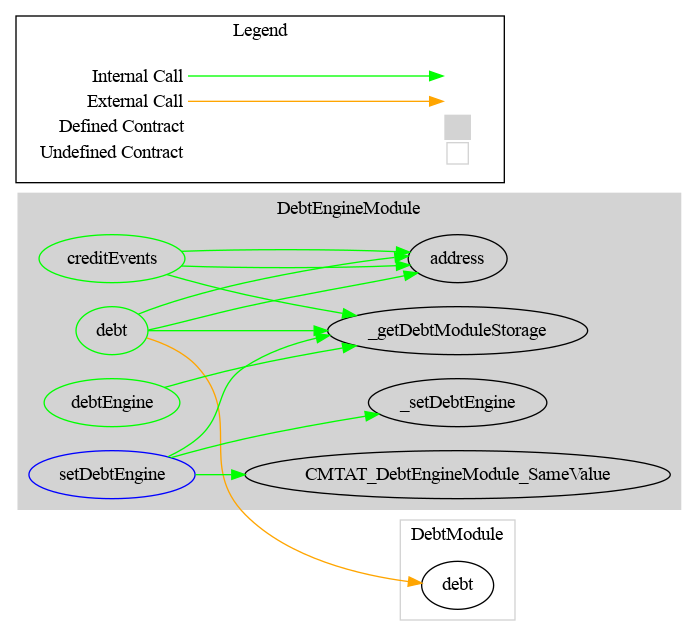 Legend
Internal Call
External Call
Defined Contract
Undefined Contract
DebtEngineModule
creditEvents
address
debt
_getDebtModuleStorage
debtEngine
_setDebtEngine
setDebtEngine
CMTAT_DebtEngineModule_SameValue
DebtModule
debt